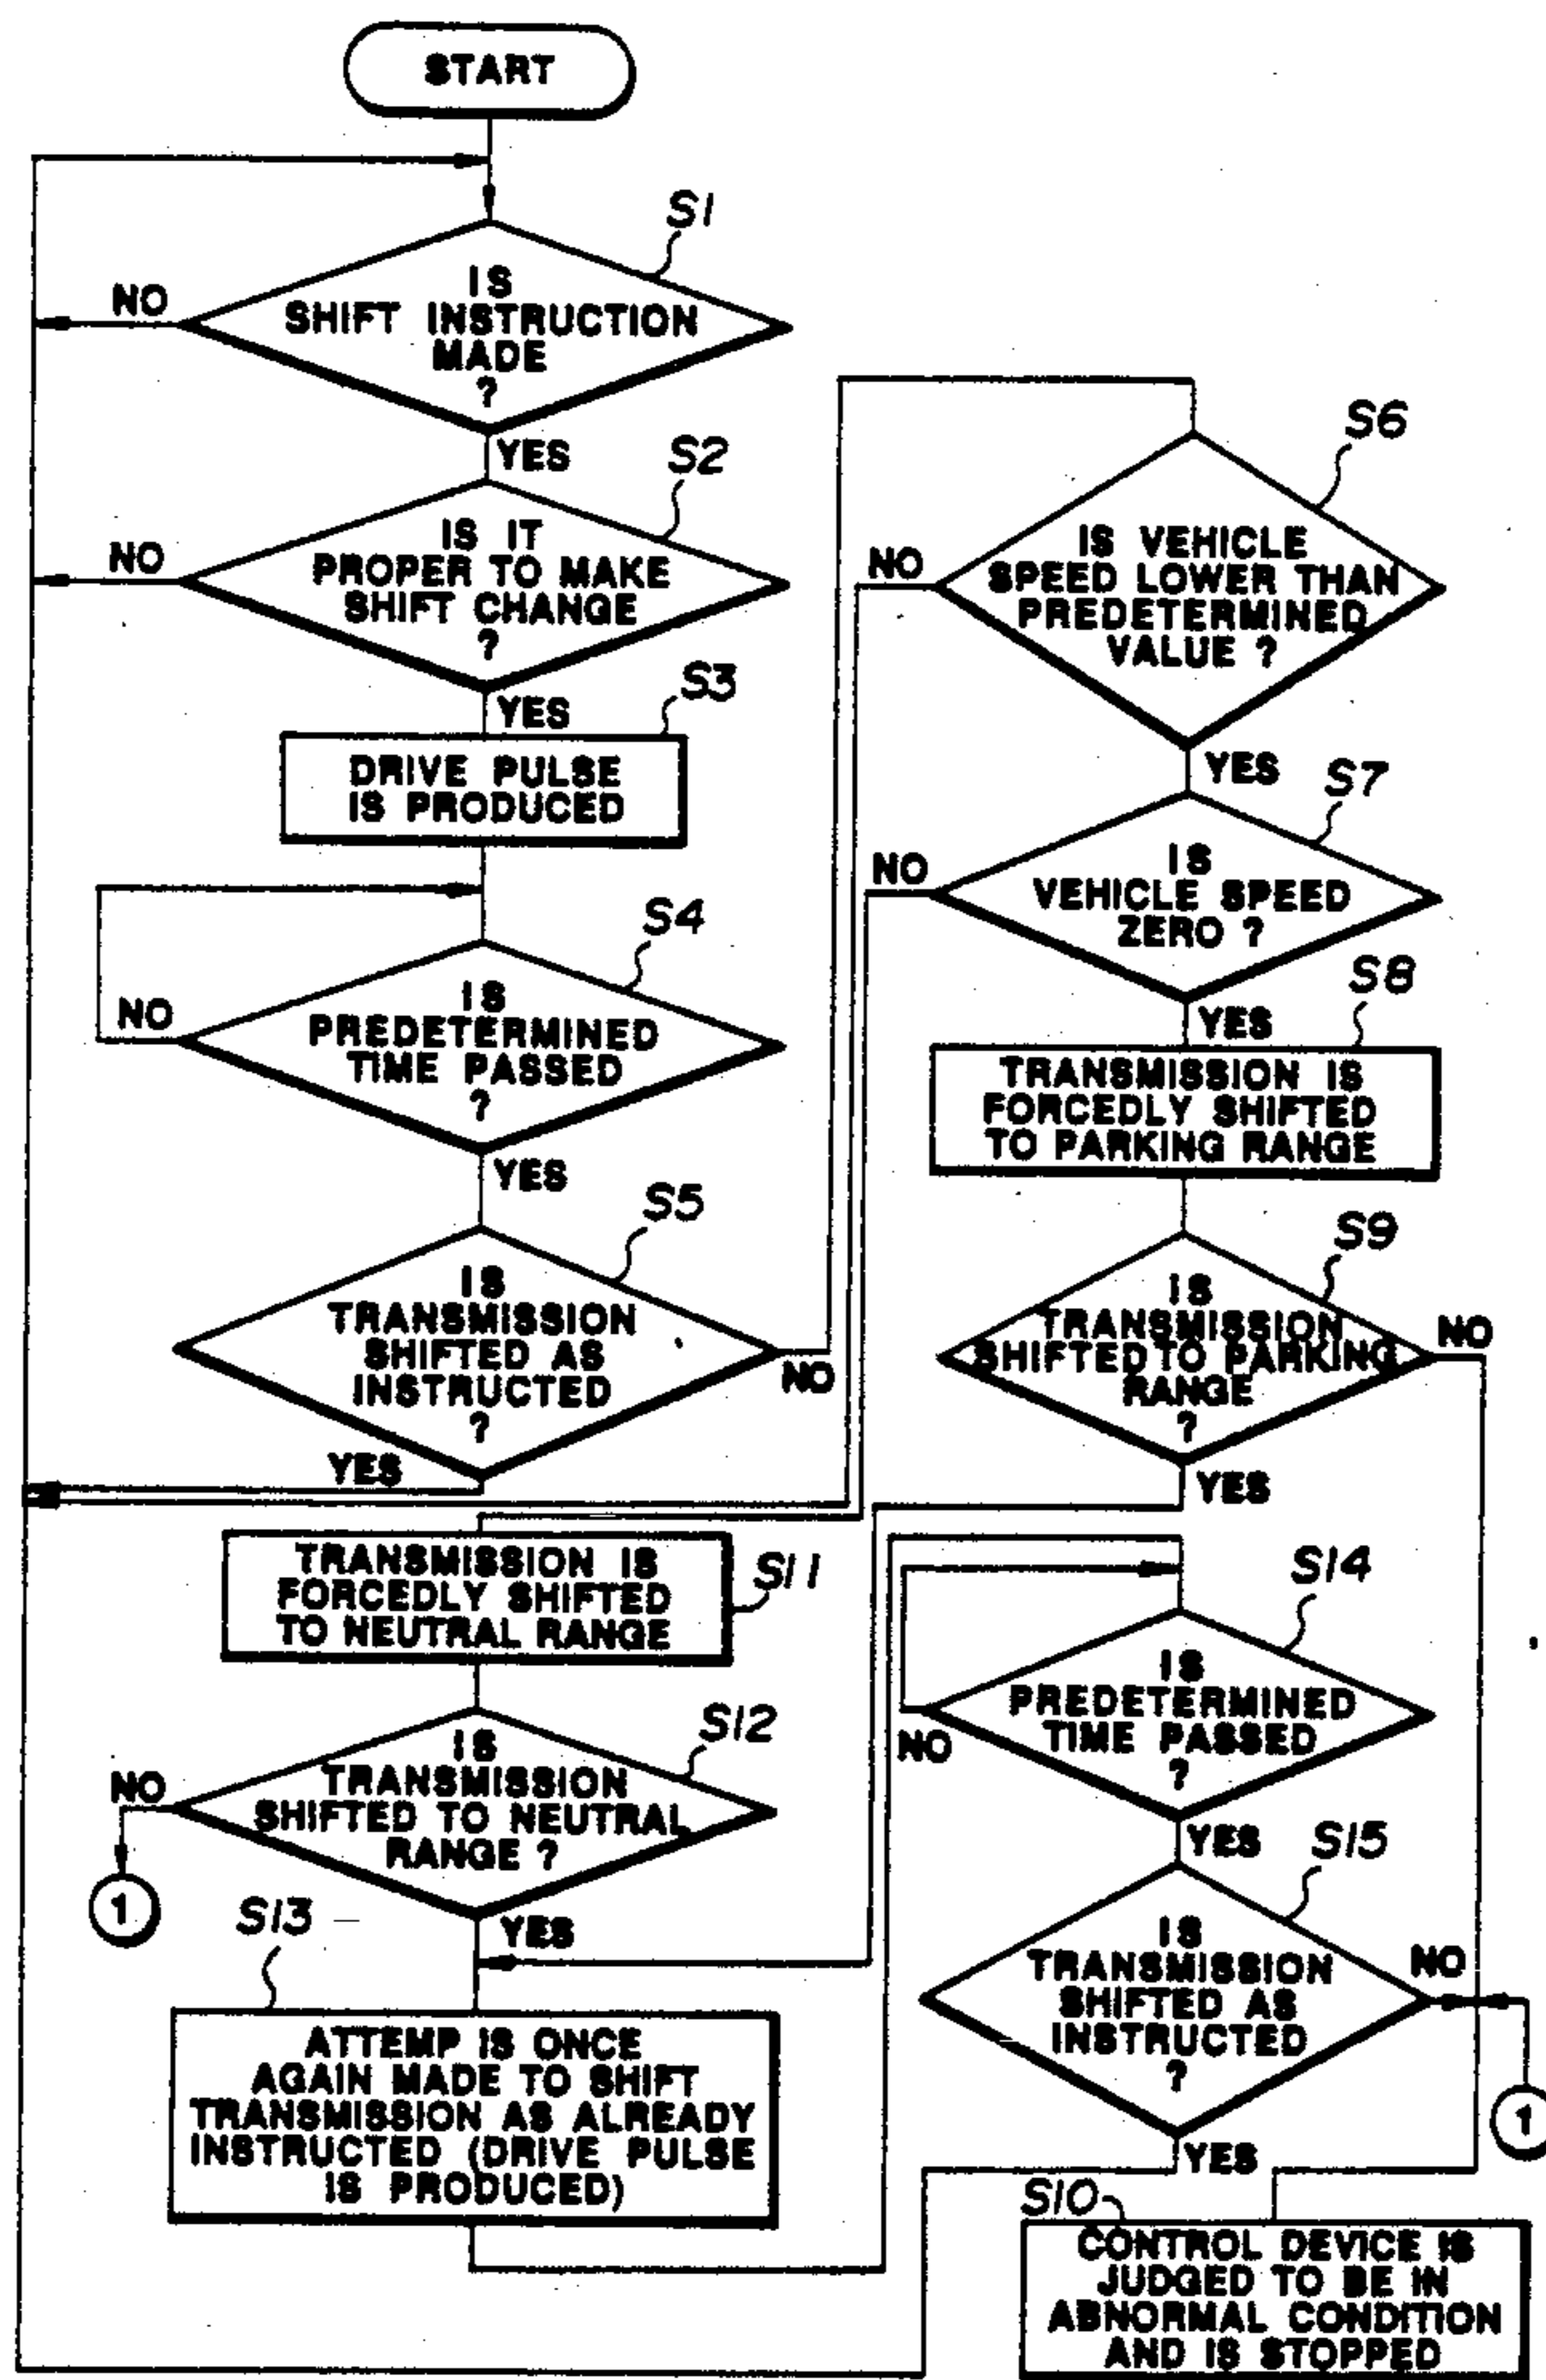 START
S1
IS
SHIFT INSTRUCTION
MADE
?
NO
YES
S2
IS IT
PROPER TO MAKE
SHIFT CHANGE
?
NO
YES
S3
DRIVE PULSE
IS PRODUCED
S4
IS
PREDETERMINED
TIME PASSED
?
NO
YES
S5
IS
TRANSMISSION
SHIFTED AS
INSTRUCTED
?
NO
YES
S6
IS VEHICLE
SPEED LOWER THAN
PREDETERMINED
VALUE ?
NO
YES
S7
IS
VEHICLE SPEED
ZERO ?
NO
YES
S8
TRANSMISSION IS
FORCEDLY SHIFTED
TO PARKING RANGE
S9
IS
TRANSMISSION
SHIFTED TO PARKING
RANGE
?
NO
YES
S11
TRANSMISSION IS
FORCEDLY SHIFTED
TO NEUTRAL RANGE
S12
IS
TRANSMISSION
SHIFTED TO NEUTRAL
RANGE ?
NO
1
YES
S13
ATTEMP IS ONCE
AGAIN MADE TO SHIFT
TRANSMISSION AS ALREADY
INSTRUCTED (DRIVE PULSE
IS PRODUCED)
S14
IS
PREDETERMINED
TIME PASSED
?
NO
YES
S15
IS
TRANSMISSION
SHIFTED AS
INSTRUCTED
?
NO
1
YES
S10
CONTROL DEVICE IS
JUDGED TO BE IN
ABNORMAL CONDITION
AND IS STOPPED